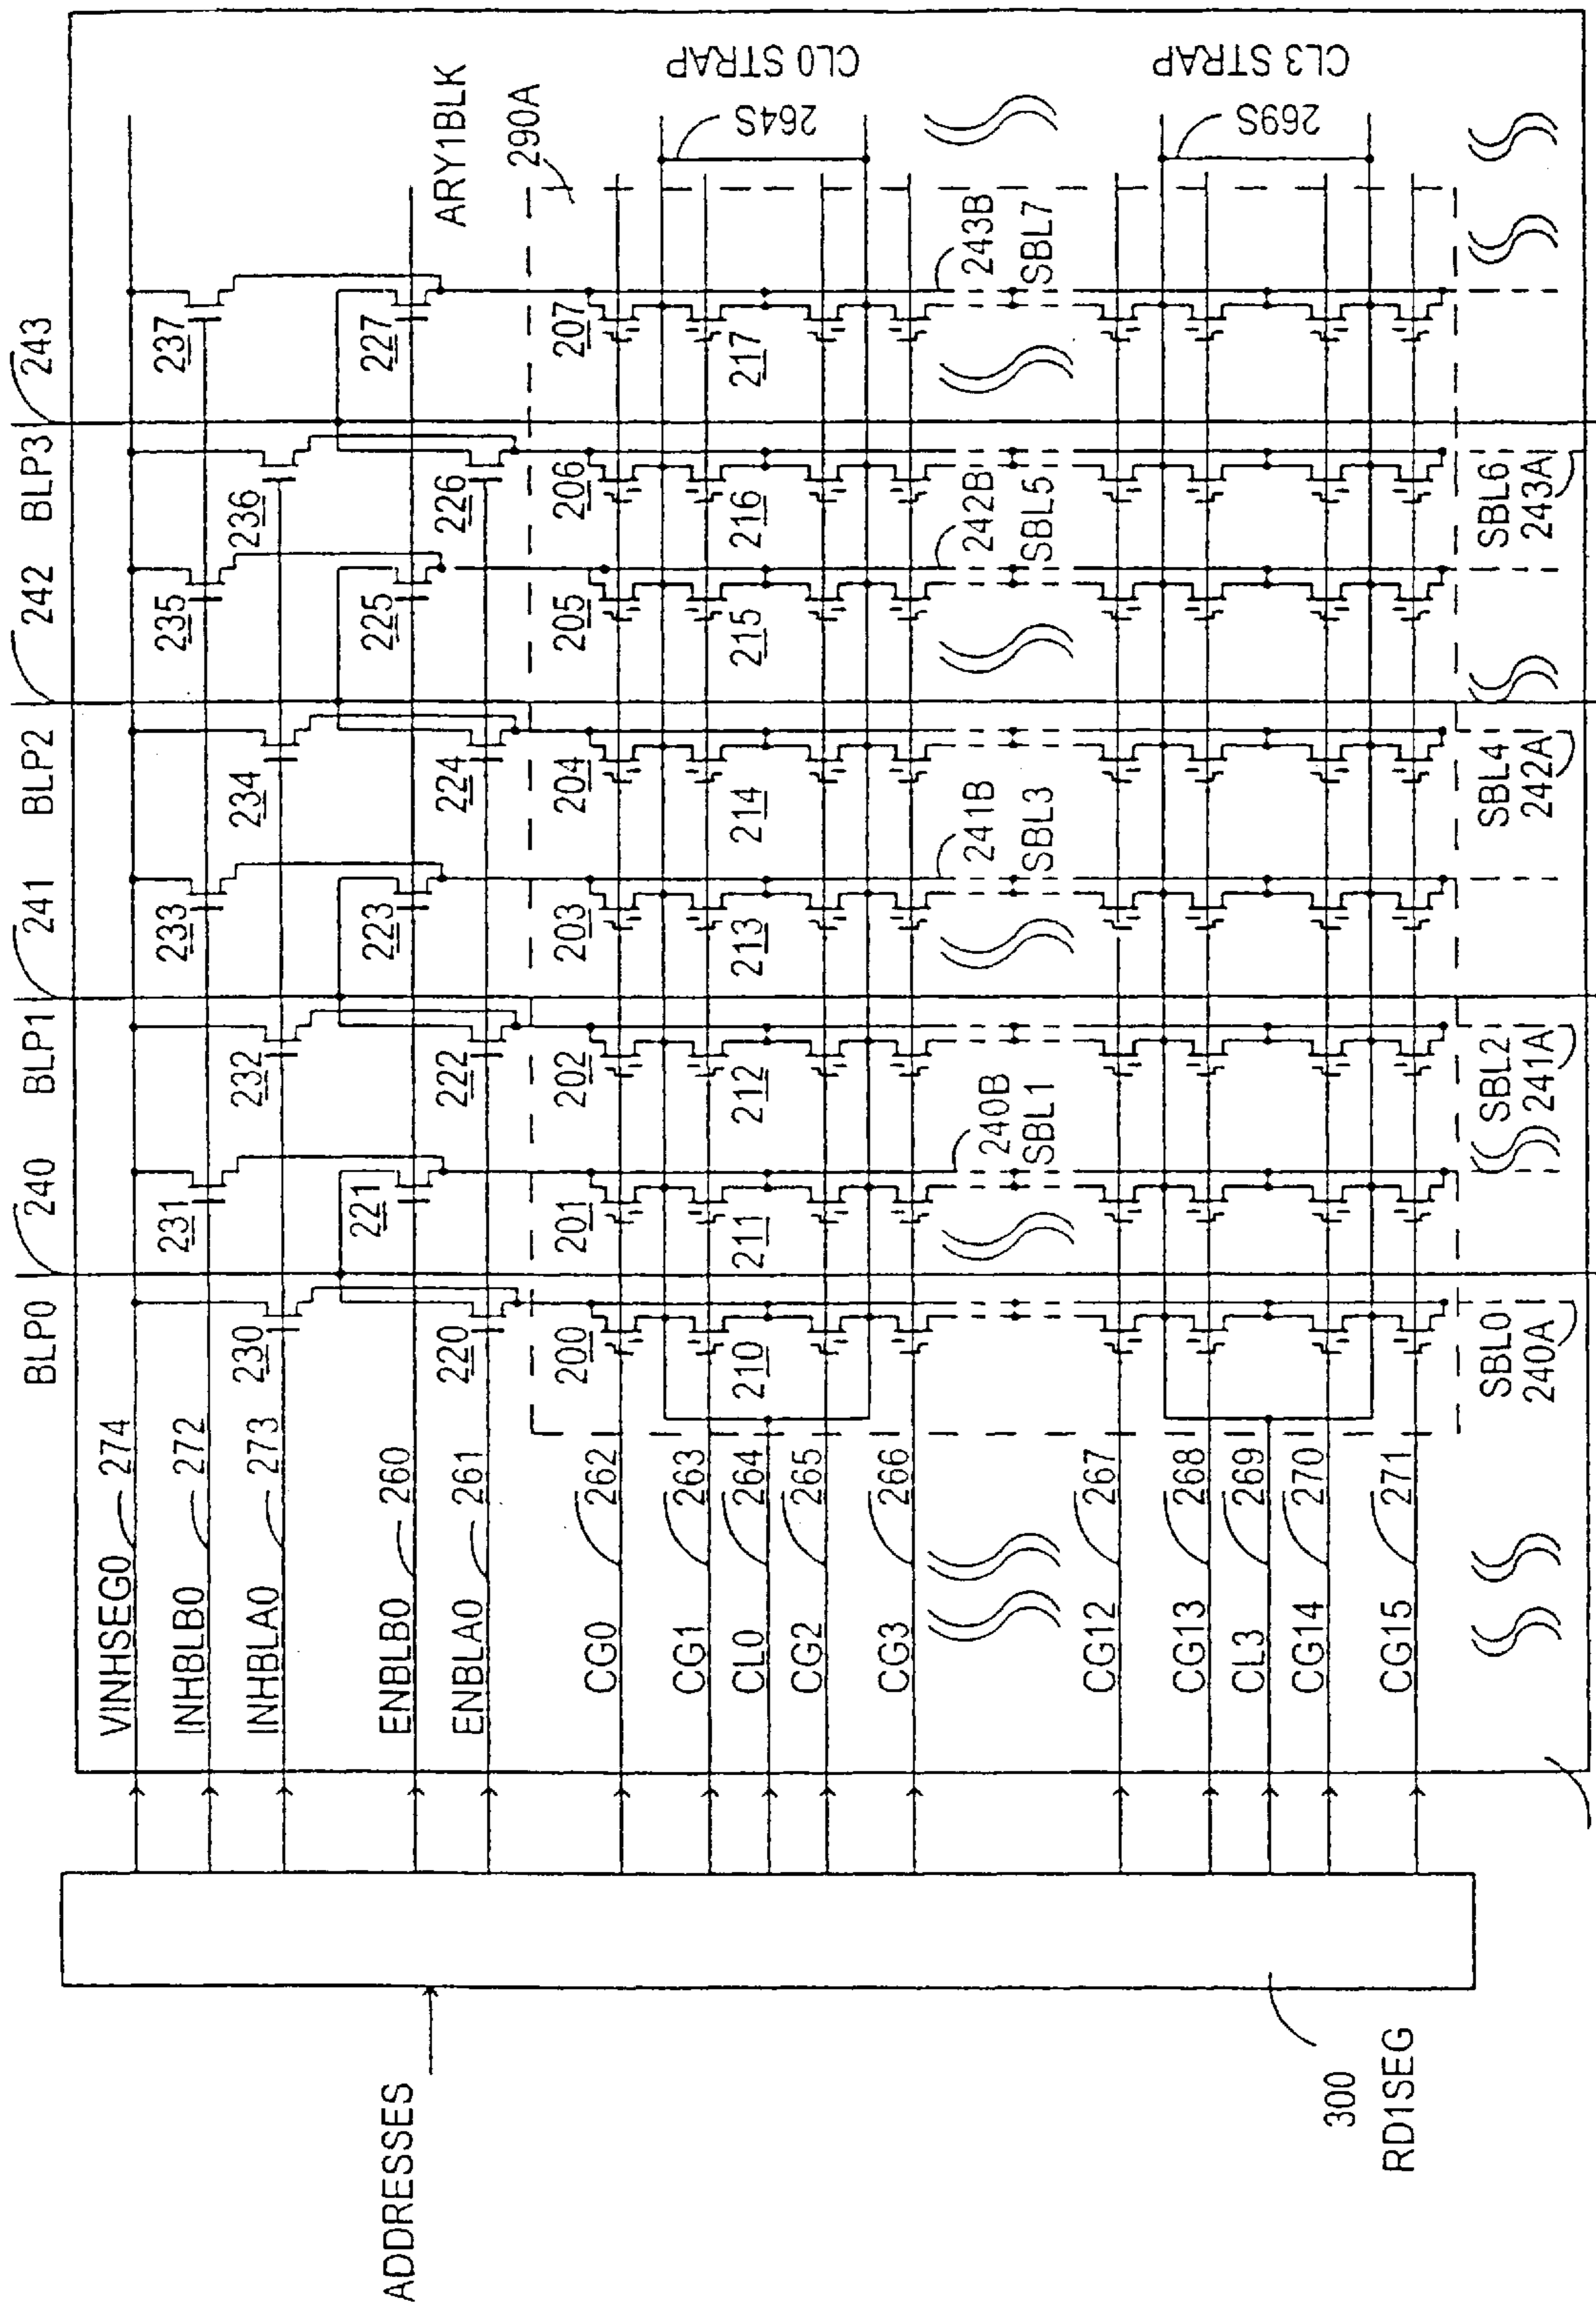 BLP0
240
BLP1
241
BLP2
242
BLP3
243
VINHSEG0
274
INHBLB0
272
INHBLA0
273
ENBLB0
260
ENBLA0
261
231
233
235
237
230
232
234
236
221
223
225
227
220
222
224
226
ARY1BLK
290A
200
201
202
203
204
205
206
207
CG0
262
CG1
263
CL0
264
CG2
265
CG3
266
210
211
212
213
214
215
216
217
264S
CL0 STRAP
240B
SBL1
241B
SBL3
242B
SBL5
243B
SBL7
CG12
267
CG13
268
CL3
269
CG14
270
CG15
271
269S
CL3 STRAP
SBL0
240A
SBL2
241A
SBL4
242A
SBL6
243A
ADDRESSES
300
RD1SEG